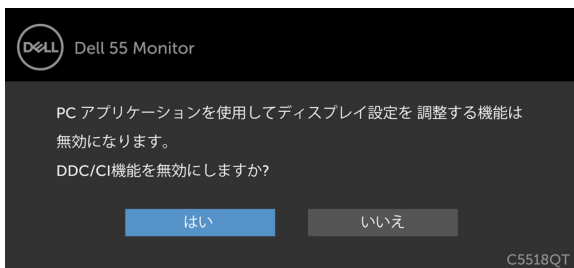 DELL Dell 55 Monitor
PC アプリケーションを使用してディスプレイ設定を 調整する機能は
無効になります。
DDC/CI機能を無効にしますか?
はい いいえ
C5518QT